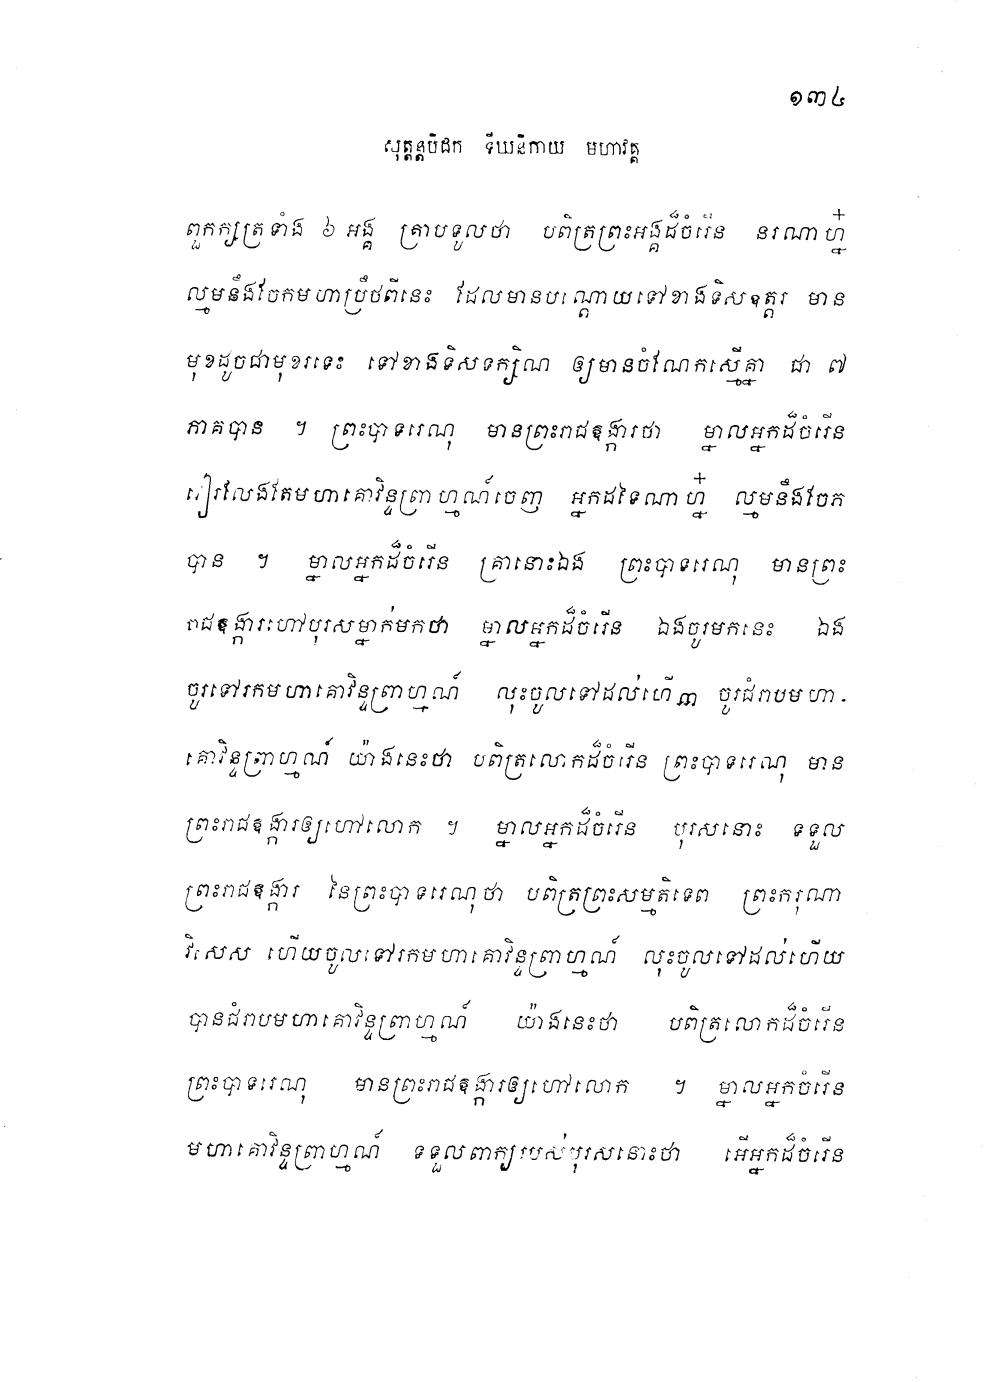 ១៣៤
សុត្តន្តបិដក ទីឃនិកាយ មហាវគ្គ
ពួកក្សត្រទាំង ៦ អង្គ ក្រាបទូលថា បពិត្រព្រះអង្គដ៏ចំរើន នរណាហ៎្ន
ល្មមនឹងចែកមហាប្រឹថពីនេះ ដែលមានបណ្តោយទៅខាងទិសឧត្តរ មាន
មុខដូចជាមុខរទេះ ទៅខាងទិសទក្សិណ ឲ្យមានចំណែកស្មើគ្នា ជា ៧
ភាគបាន ។ ព្រះបាទរេណុ មានព្រះរាជឱង្ការថា ម្នាលអ្នកដ៏ចំរើន
រៀរលែងតែមហាគោវិន្ទព្រាហ្មណ៍ចេញ អ្នកដទៃណាហ៎្ន ល្មមនឹងចែក
បាន ។ ម្នាលអ្នកដ៏ចំរើន គ្រានោះឯង ព្រះបាទរេណុ មានព្រះ
រាជឱង្ការហៅបុរសម្នាក់មកថា ម្នាលអ្នកដ៏ចំរើន ឯងចូរមកនេះ ឯង
ចូរទៅរកមហាគោវិន្ទព្រាហ្មណ៍ លុះចូលទៅដល់ហើយ ចូរជំរាបមហា-
គោវិន្ទព្រាហ្មណ៍ យ៉ាងនេះថា បពិត្រលោកដ៏ចំរើន ព្រះបាទរេណុ មាន
ព្រះរាជឱង្ការឲ្យហៅលោក ។ ម្នាលអ្នកដ៏ចំរើន បុរសនោះ ទទួល
ព្រះរាជឱង្ការ នៃព្រះបាទរេណុថា បពិត្រព្រះសម្មតិទេព ព្រះករុណា
វិសេស ហើយចូលទៅរកមហាគោវិន្ទព្រាហ្មណ៍ លុះចូលទៅដល់ហើយ
បានជំរាបមហាគោវិន្ទព្រាហ្មណ៍ យ៉ាងនេះថា បពិត្រលោកដ៏ចំរើន
ព្រះបាទរេណុ មានព្រះរាជឱង្ការឲ្យហៅលោក ។ ម្នាលអ្នកចំរើន
មហាគោវិន្ទព្រាហ្មណ៍ ទទួលពាក្យរបស់បុរសនោះថា អើអ្នកដ៏ចំរើន